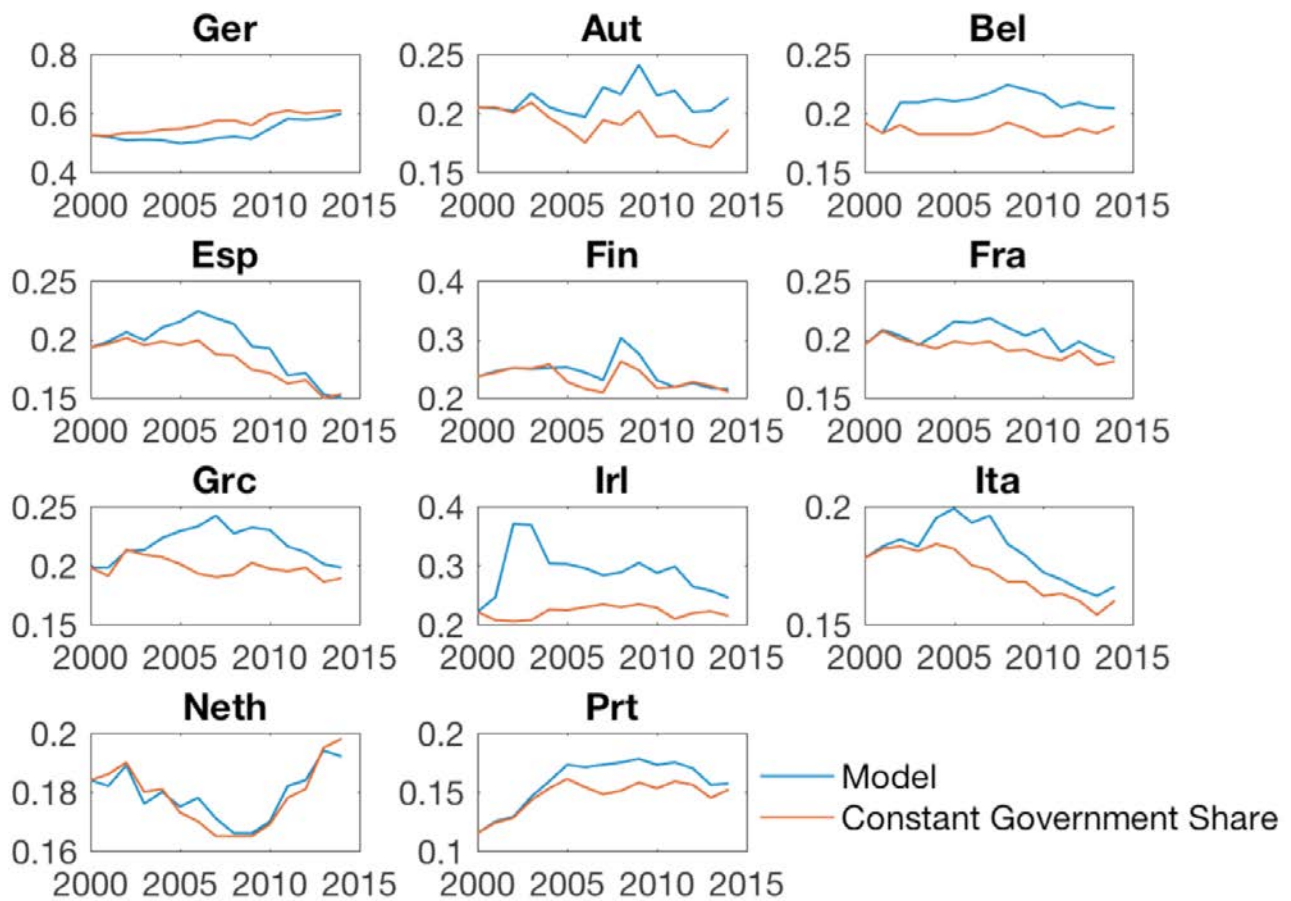 Ger Aut Bel
0.8 0.25 0.25
0.6 0.2 0.2
0.4 0.15 0.15
2000 2005 2010 2015 2000 2005 2010 2015 2000 2005 2010 2015
Esp Fin Fra
0.25 0.4 0.25
0.2 0.3 0.2
0.15 0.2 0.15
2000 2005 2010 2015 2000 2005 2010 2015 2000 2005 2010 2015
Grc Irl Ita
0.25 0.4 0.2
0.2 0.3
0.15 0.2 0.15
2000 2005 2010 2015 2000 2005 2010 2015 2000 2005 2010 2015
Neth Prt
0.2 0.2
0.18 0.15
0.16 0.1
2000 2005 2010 2015 2000 2005 2010 2015
Model
Constant Government Share